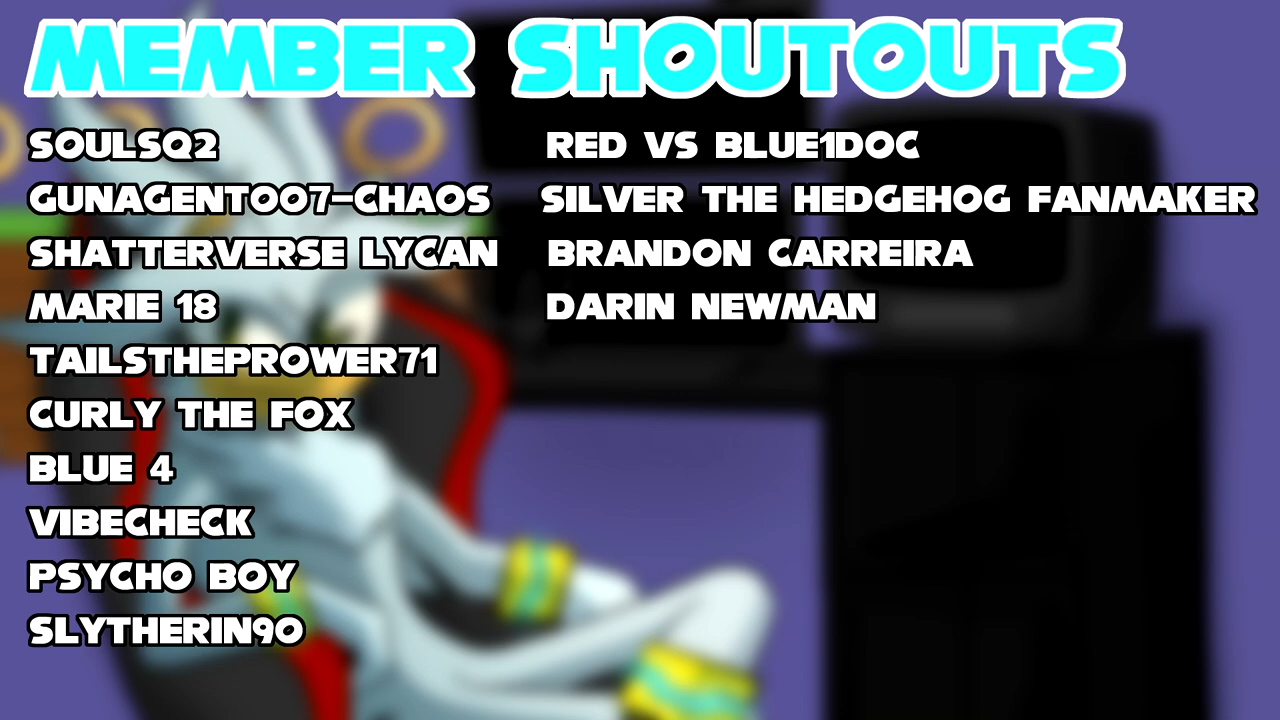 MEMBER SHOUTOUTS
SOULSQ2
GUNAGENT007-CHAOS
SHATTERVERSE LYCAN
MARIE 18
TAILSTHEPROWER71
CURLY THE FOX
BLUE 4
VIBECHECK
PSYCHO BOY
SLYTHERIN90
RED VS BLUE1DOC
SILVER THE HEDGEHOG FANMAKER
BRANDON CARREIRA
DARIN NEWMAN